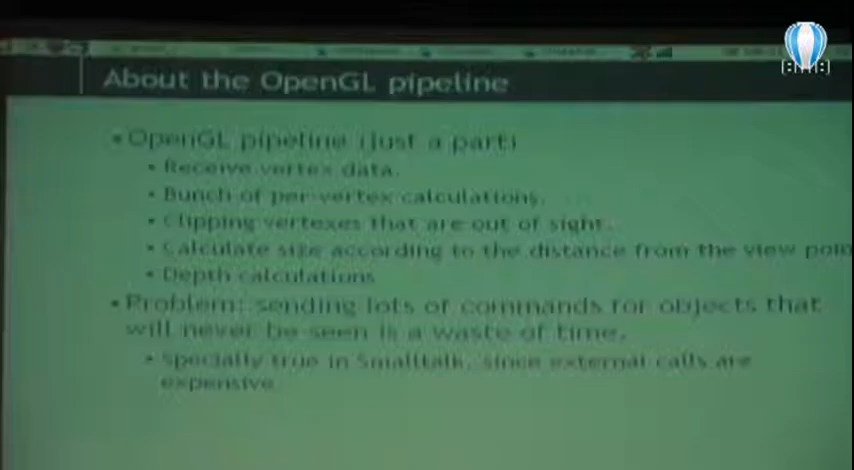 About the OpenGL pipeline
• OpenGL pipeline (just a part)
• Receive vertex data.
• Bunch of per-vertex calculations.
• Clipping vertexes that are out of sight.
• Calculate size according to the distance from the view poin
• Depth calculations
• Problem: sending lots of commands for objects that
will never be seen is a waste of time.
• Specially true in Smalltalk, since external calls are
expensive